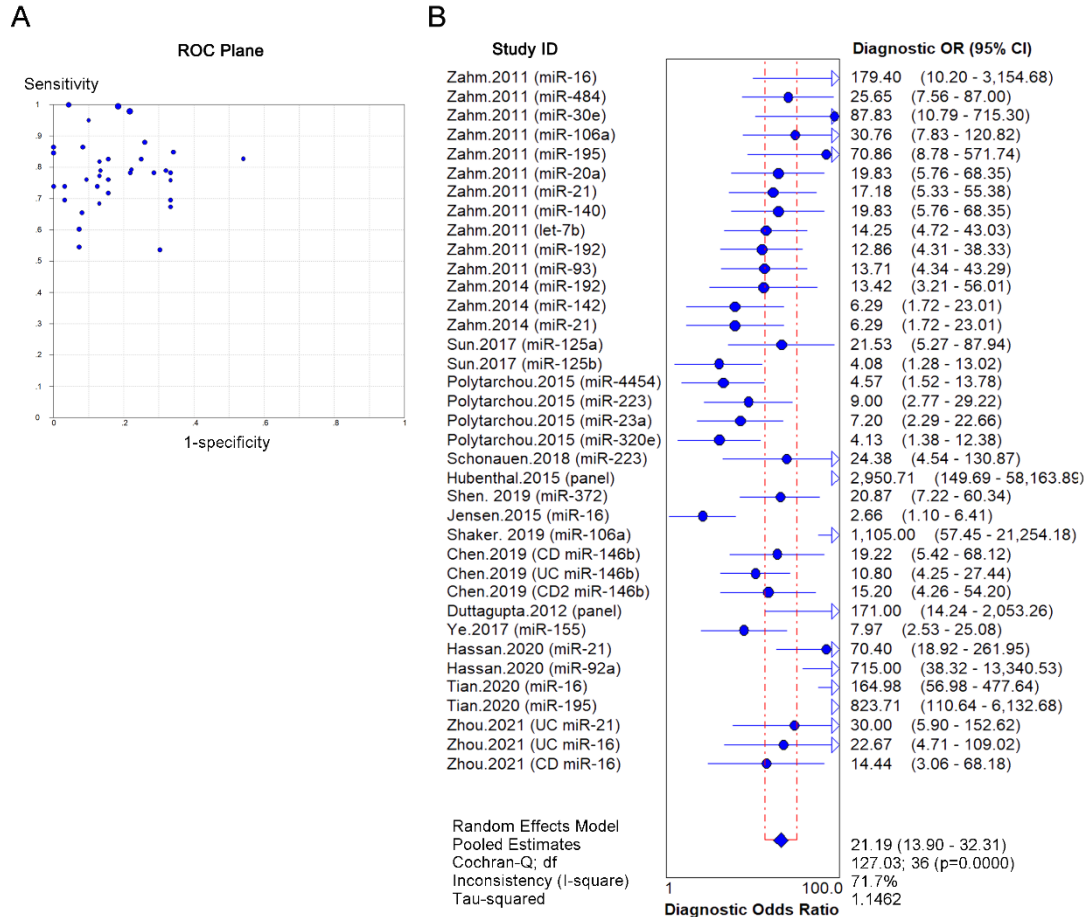 A
ROC Plane
Sensitivity
1
.9
.8
.7
.6
.5
.4
.3
.2
.1
0
0 .2 .4 .6 .8 1
1-specificity
B
Study ID Diagnostic OR (95% CI)
Zahm.2011 (miR-16) 179.40 (10.20 - 3,154.68)
Zahm.2011 (miR-484) 25.65 (7.56 - 87.00)
Zahm.2011 (miR-30e) 87.83 (10.79 - 715.30)
Zahm.2011 (miR-106a) 30.76 (7.83 - 120.82)
Zahm.2011 (miR-195) 70.86 (8.78 - 571.74)
Zahm.2011 (miR-20a) 19.83 (5.76 - 68.35)
Zahm.2011 (miR-21) 17.18 (5.33 - 55.38)
Zahm.2011 (miR-140) 19.83 (5.76 - 68.35)
Zahm.2011 (let-7b) 14.25 (4.72 - 43.03)
Zahm.2011 (miR-192) 12.86 (4.31 - 38.33)
Zahm.2011 (miR-93) 13.71 (4.34 - 43.29)
Zahm.2014 (miR-192) 13.42 (3.21 - 56.01)
Zahm.2014 (miR-142) 6.29 (1.72 - 23.01)
Zahm.2014 (miR-21) 6.29 (1.72 - 23.01)
Sun.2017 (miR-125a) 21.53 (5.27 - 87.94)
Sun.2017 (miR-125b) 4.08 (1.28 - 13.02)
Polytarchou.2015 (miR-4454) 4.57 (1.52 - 13.78)
Polytarchou.2015 (miR-223) 9.00 (2.77 - 29.22)
Polytarchou.2015 (miR-23a) 7.20 (2.29 - 22.66)
Polytarchou.2015 (miR-320e) 4.13 (1.38 - 12.38)
Schonauen.2018 (miR-223) 24.38 (4.54 - 130.87)
Hubenthal.2015 (panel) 2,950.71 (149.69 - 58,163.89)
Shen. 2019 (miR-372) 20.87 (7.22 - 60.34)
Jensen.2015 (miR-16) 2.66 (1.10 - 6.41)
Shaker. 2019 (miR-106a) 1,105.00 (57.45 - 21,254.18)
Chen.2019 (CD miR-146b) 19.22 (5.42 - 68.12)
Chen.2019 (UC miR-146b) 10.80 (4.25 - 27.44)
Chen.2019 (CD2 miR-146b) 15.20 (4.26 - 54.20)
Duttagupta.2012 (panel) 171.00 (14.24 - 2,053.26)
Ye.2017 (miR-155) 7.97 (2.53 - 25.08)
Hassan.2020 (miR-21) 70.40 (18.92 - 261.95)
Hassan.2020 (miR-92a) 715.00 (38.32 - 13,340.53)
Tian.2020 (miR-16) 164.98 (56.98 - 477.64)
Tian.2020 (miR-195) 823.71 (110.64 - 6,132.68)
Zhou.2021 (UC miR-21) 30.00 (5.90 - 152.62)
Zhou.2021 (UC miR-16) 22.67 (4.71 - 109.02)
Zhou.2021 (CD miR-16) 14.44 (3.06 - 68.18)
Random Effects Model
Pooled Estimates 21.19 (13.90 - 32.31)
Cochran-Q; df 127.03; 36 (p=0.0000)
Inconsistency (I-square) 71.7%
Tau-squared 1.1462
1 100.0
Diagnostic Odds Ratio